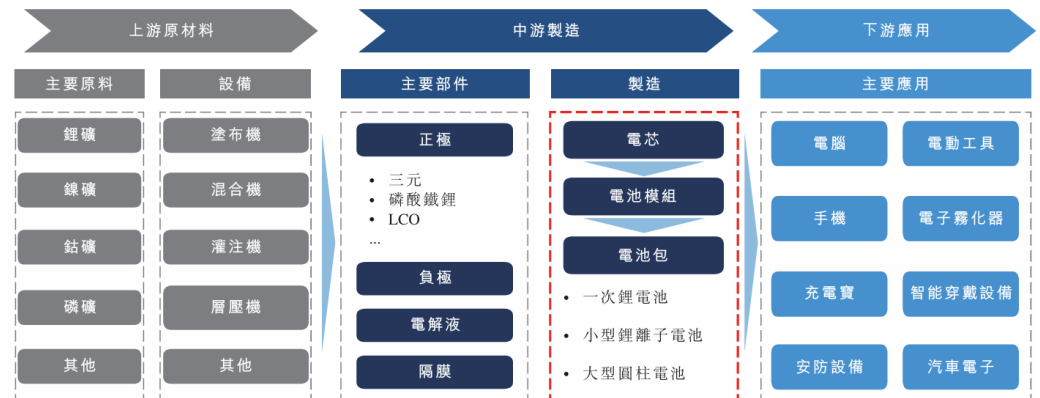 上游原材料
中游製造
下游應用
主要原料
設備
主要部件
製造
主要應用
鋰礦
鎳礦
鈷礦
磷礦
其他
塗布機
混合機
灌注機
層壓機
其他
正極
• 三元
• 磷酸鐵鋰
• LCO
...
負極
電解液
隔膜
電芯
電池模組
電池包
• 一次鋰電池
• 小型鋰離子電池
• 大型圓柱電池
電腦
電動工具
手機
電子霧化器
充電寶
智能穿戴設備
安防設備
汽車電子